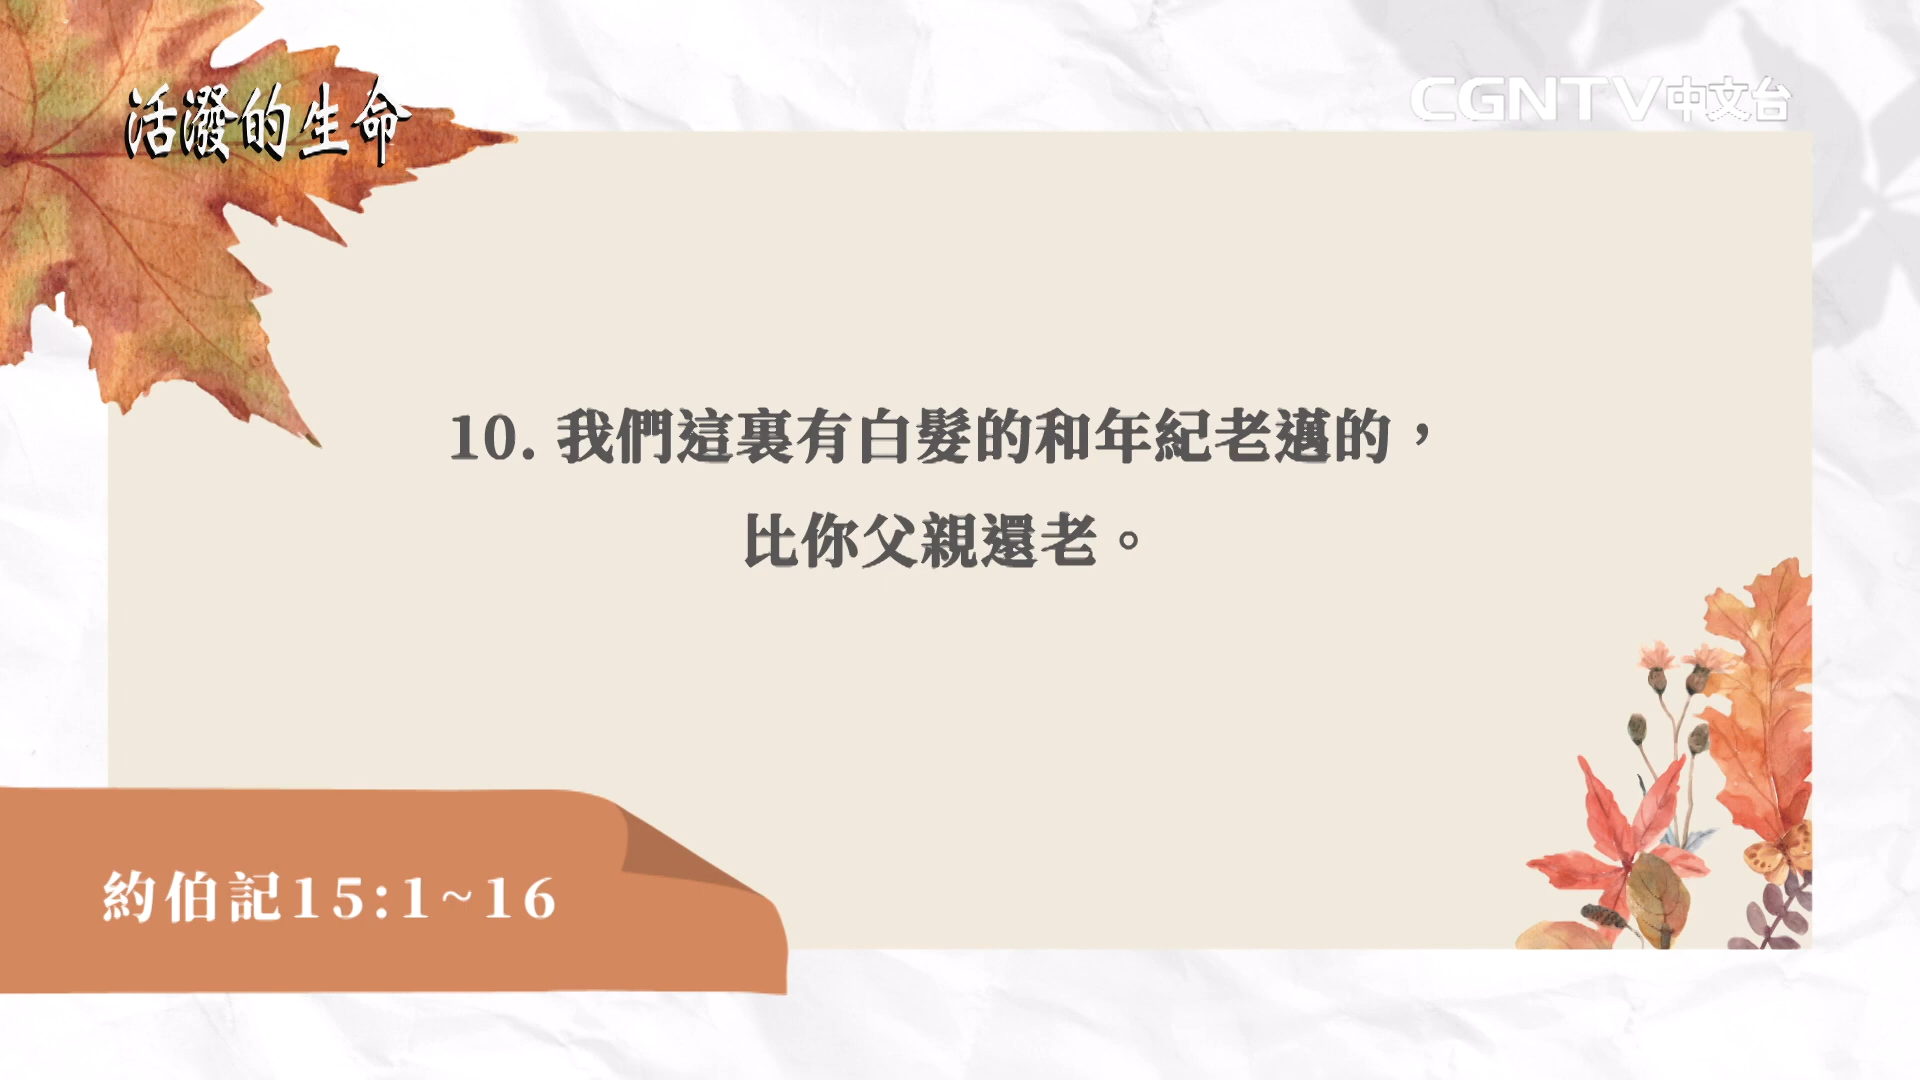 活潑的生命
CGNTV中文台
10. 我們這裏有白髮的和年紀老邁的，
比你父親還老。
約伯記15:1~16